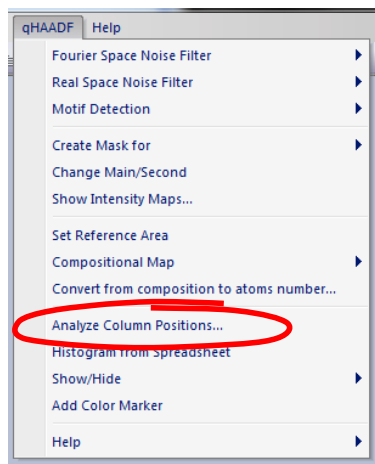 qHAADF Help
Fourier Space Noise Filter
Real Space Noise Filter
Motif Detection
Create Mask for
Change Main/Second
Show Intensity Maps...
Set Reference Area
Compositional Map
Convert from composition to atoms number...
Analyze Column Positions...
Histogram from Spreadsheet
Show/Hide
Add Color Marker
Help